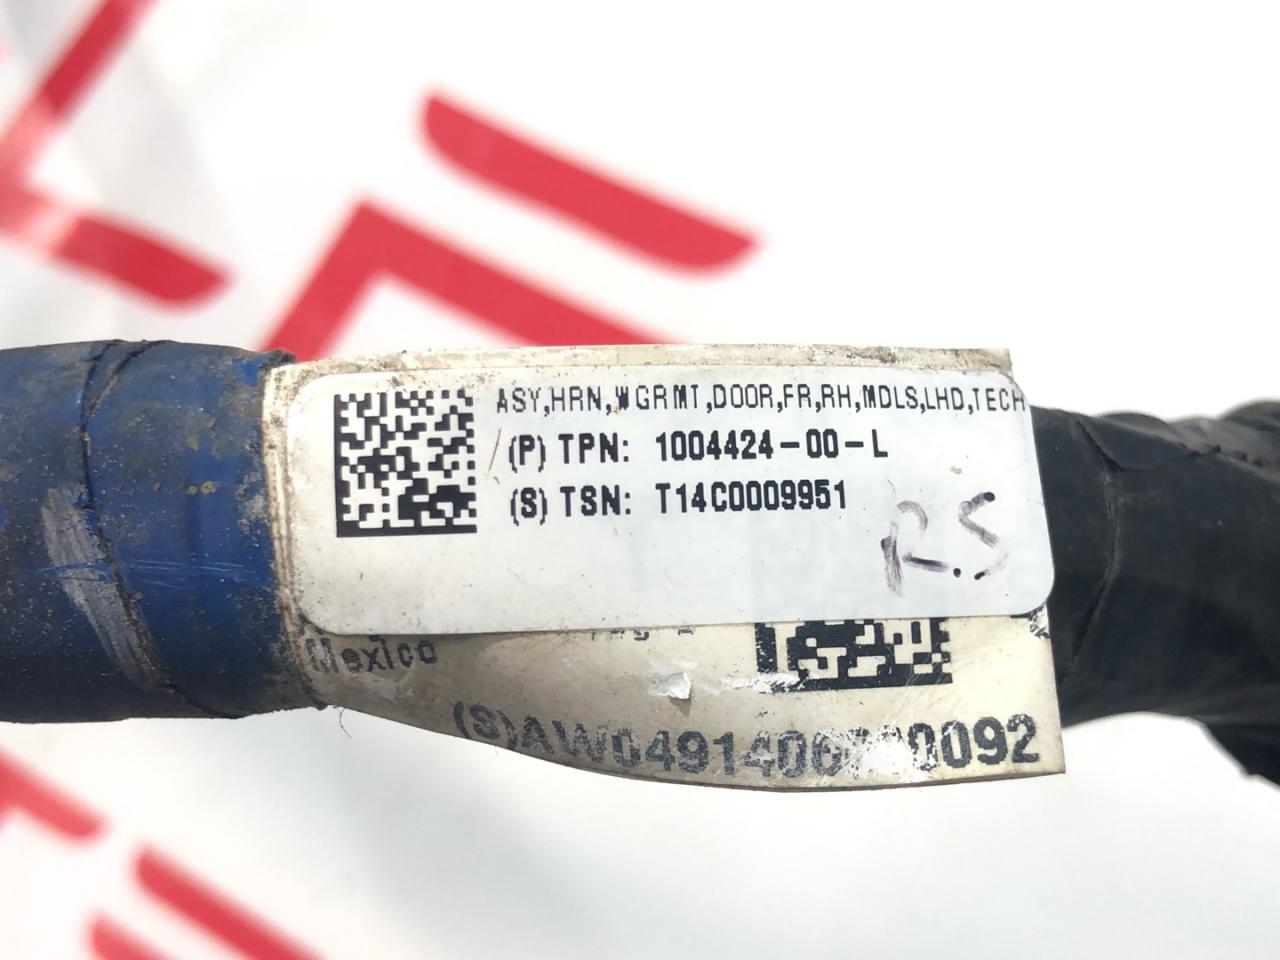 ASY,HRN,WGRMT,DOOR,FR,RH,MDLS,LHD,TECH
(P) TPN: 1004424-00-L
(S) TSN: T14C0009951
R.S
Mexico